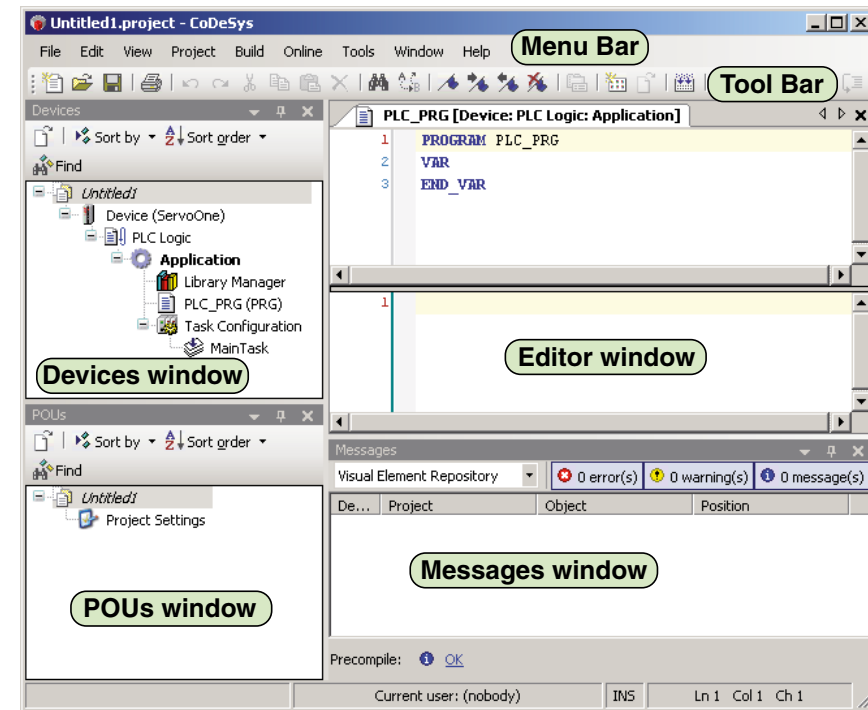 Untitled1.project - CoDeSys
File Edit View Project Build Online Tools Window Help
Menu Bar
Tool Bar
Devices
Sort by Sort order
Find
Untitled1
Device (ServoOne)
PLC Logic
Application
Library Manager
PLC_PRG (PRG)
Task Configuration
MainTask
Devices window
PLC_PRG [Device: PLC Logic: Application]
1 PROGRAM PLC_PRG
2 VAR
3 END_VAR
1
Editor window
POUs
Sort by Sort order
Find
Untitled1
Project Settings
POUs window
Messages
Visual Element Repository 0 error(s) 0 warning(s) 0 message(s)
De... Project Object Position
Messages window
Precompile: OK
Current user: (nobody) INS Ln 1 Col 1 Ch 1